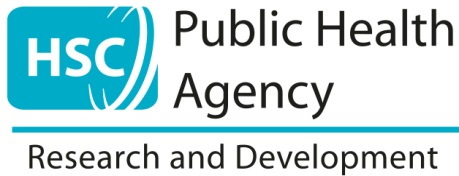 HSC
Public Health
Agency
Research and Development